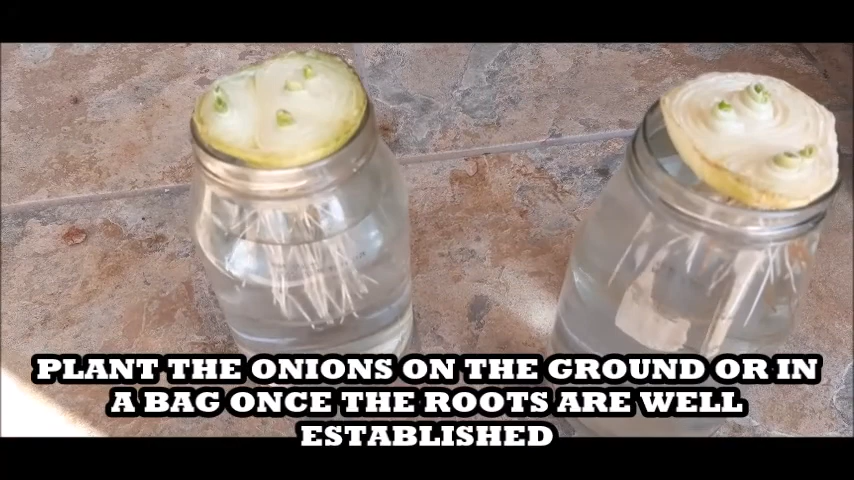 PLANT THE ONIONS ON THE GROUND OR IN
A BAG ONCE THE ROOTS ARE WELL
ESTABLISHED